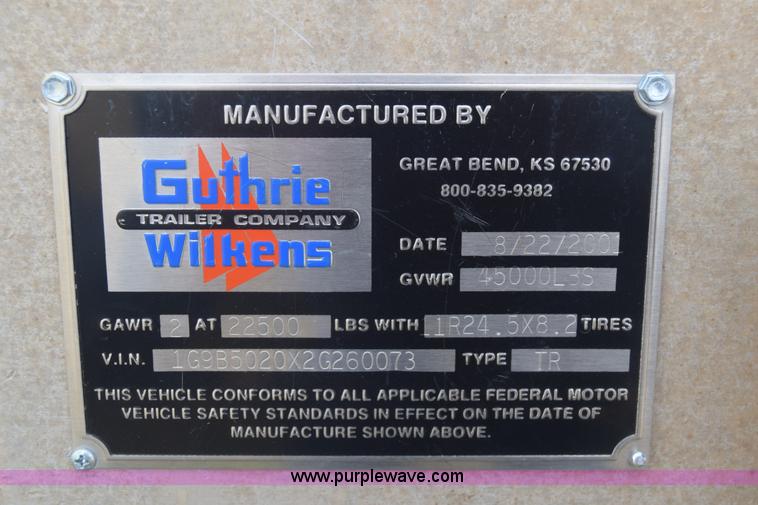 MANUFACTURED BY
Guthrie
TRAILER COMPANY
Wilkens
GREAT BEND, KS 67530
800-835-9382
DATE 8/22/200
GVWR 45000LBS
GAWR 2 AT 22500 LBS WITH 1R24.5X8.2 TIRES
V.I.N. 1G9B5020X2G260073 TYPE TR
THIS VEHICLE CONFORMS TO ALL APPLICABLE FEDERAL MOTOR
VEHICLE SAFETY STANDARDS IN EFFECT ON THE DATE OF
MANUFACTURE SHOWN ABOVE.
www.purplewave.com